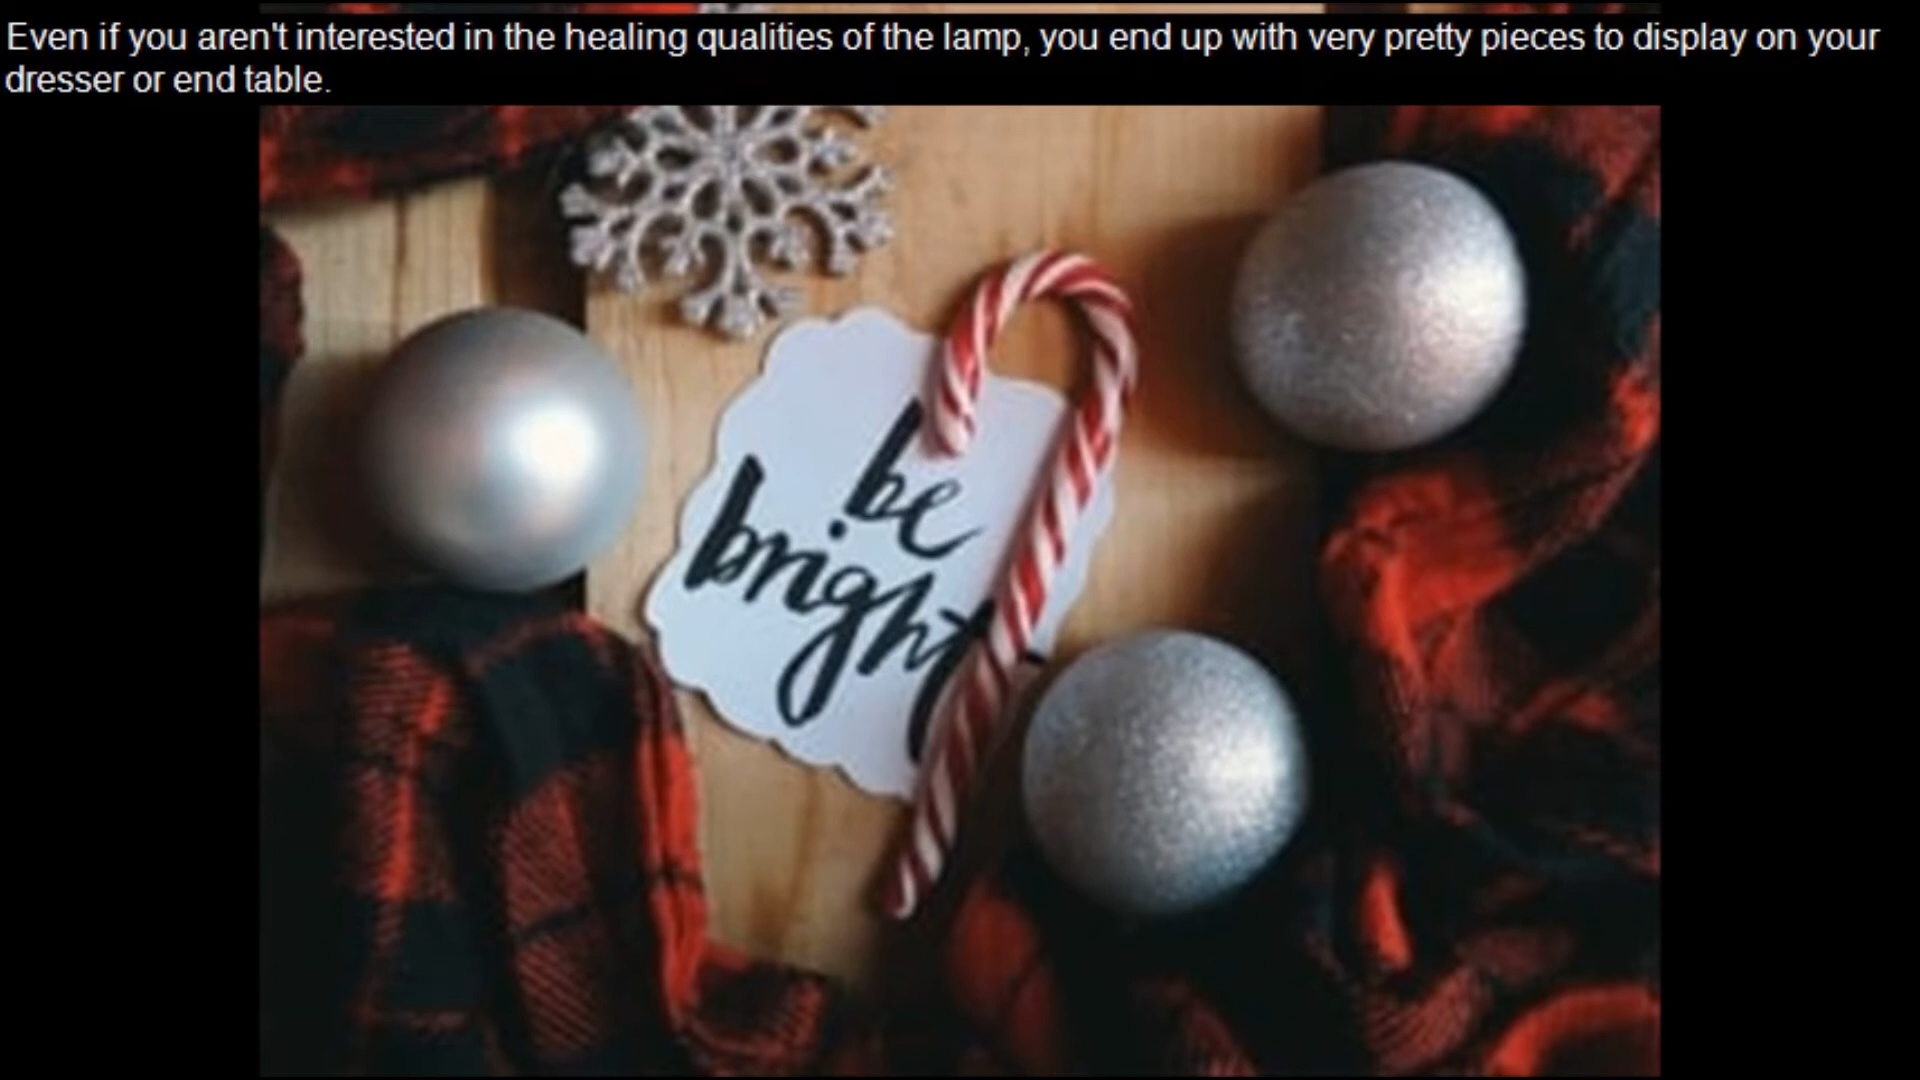 Even if you aren't interested in the healing qualities of the lamp, you end up with very pretty pieces to display on your
dresser or end table.
be
bright